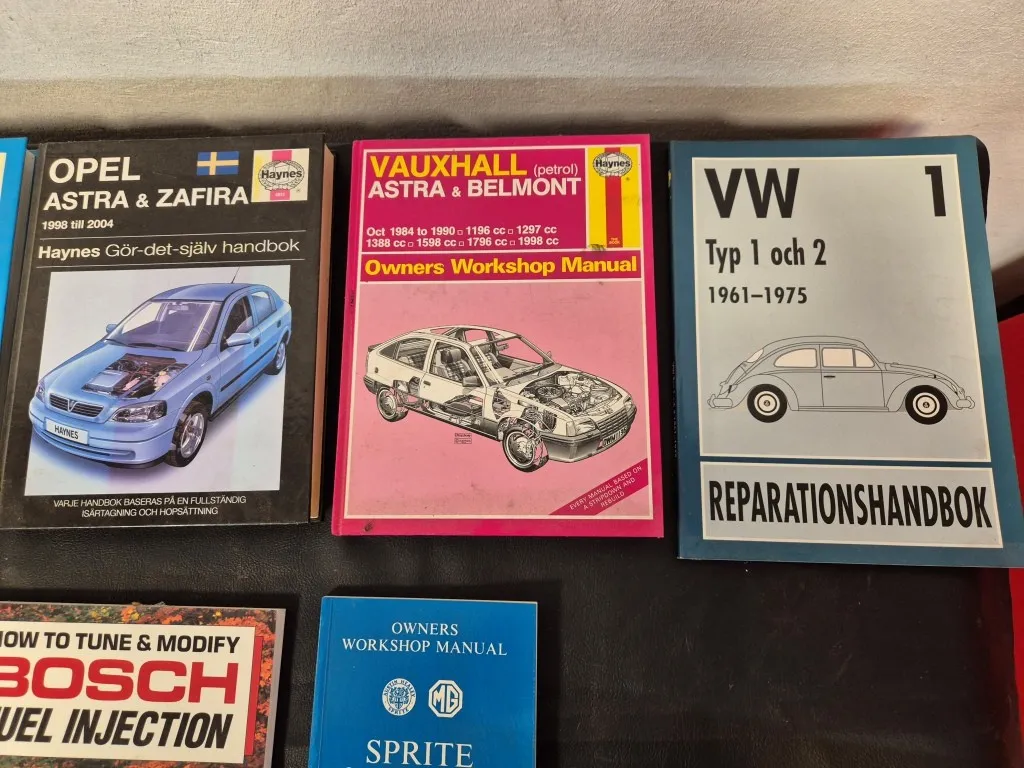 OPEL
ASTRA & ZAFIRA
Haynes
1998 till 2004
Haynes Gör-det-själv handbok
HAYNES
VARJE HANDBOK BASERAS PÅ EN FULLSTÄNDIG
ISÄRTAGNING OCH HOPSÄTTNING
VAUXHALL (petrol)
ASTRA & BELMONT
Haynes
Oct 1984 to 1990 □ 1196 cc □ 1297 cc
1388 cc □ 1598 cc □ 1796 cc □ 1998 cc
Owners Workshop Manual
EVERY MANUAL BASED ON
A STRIPDOWN AND
REBUILD
VW 1
Typ 1 och 2
1961–1975
REPARATIONSHANDBOK
HOW TO TUNE & MODIFY
BOSCH
UEL INJECTION
OWNERS
WORKSHOP MANUAL
AUSTIN HEALEY
SPRITE
MG
SPRITE